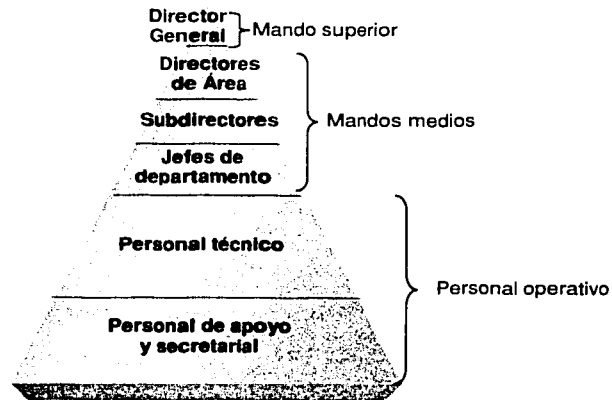 Director
General
Mando superior
Directores
de Área
Subdirectores
Jefes de
departamento
Mandos medios
Personal técnico
Personal de apoyo
y secretarial
Personal operativo